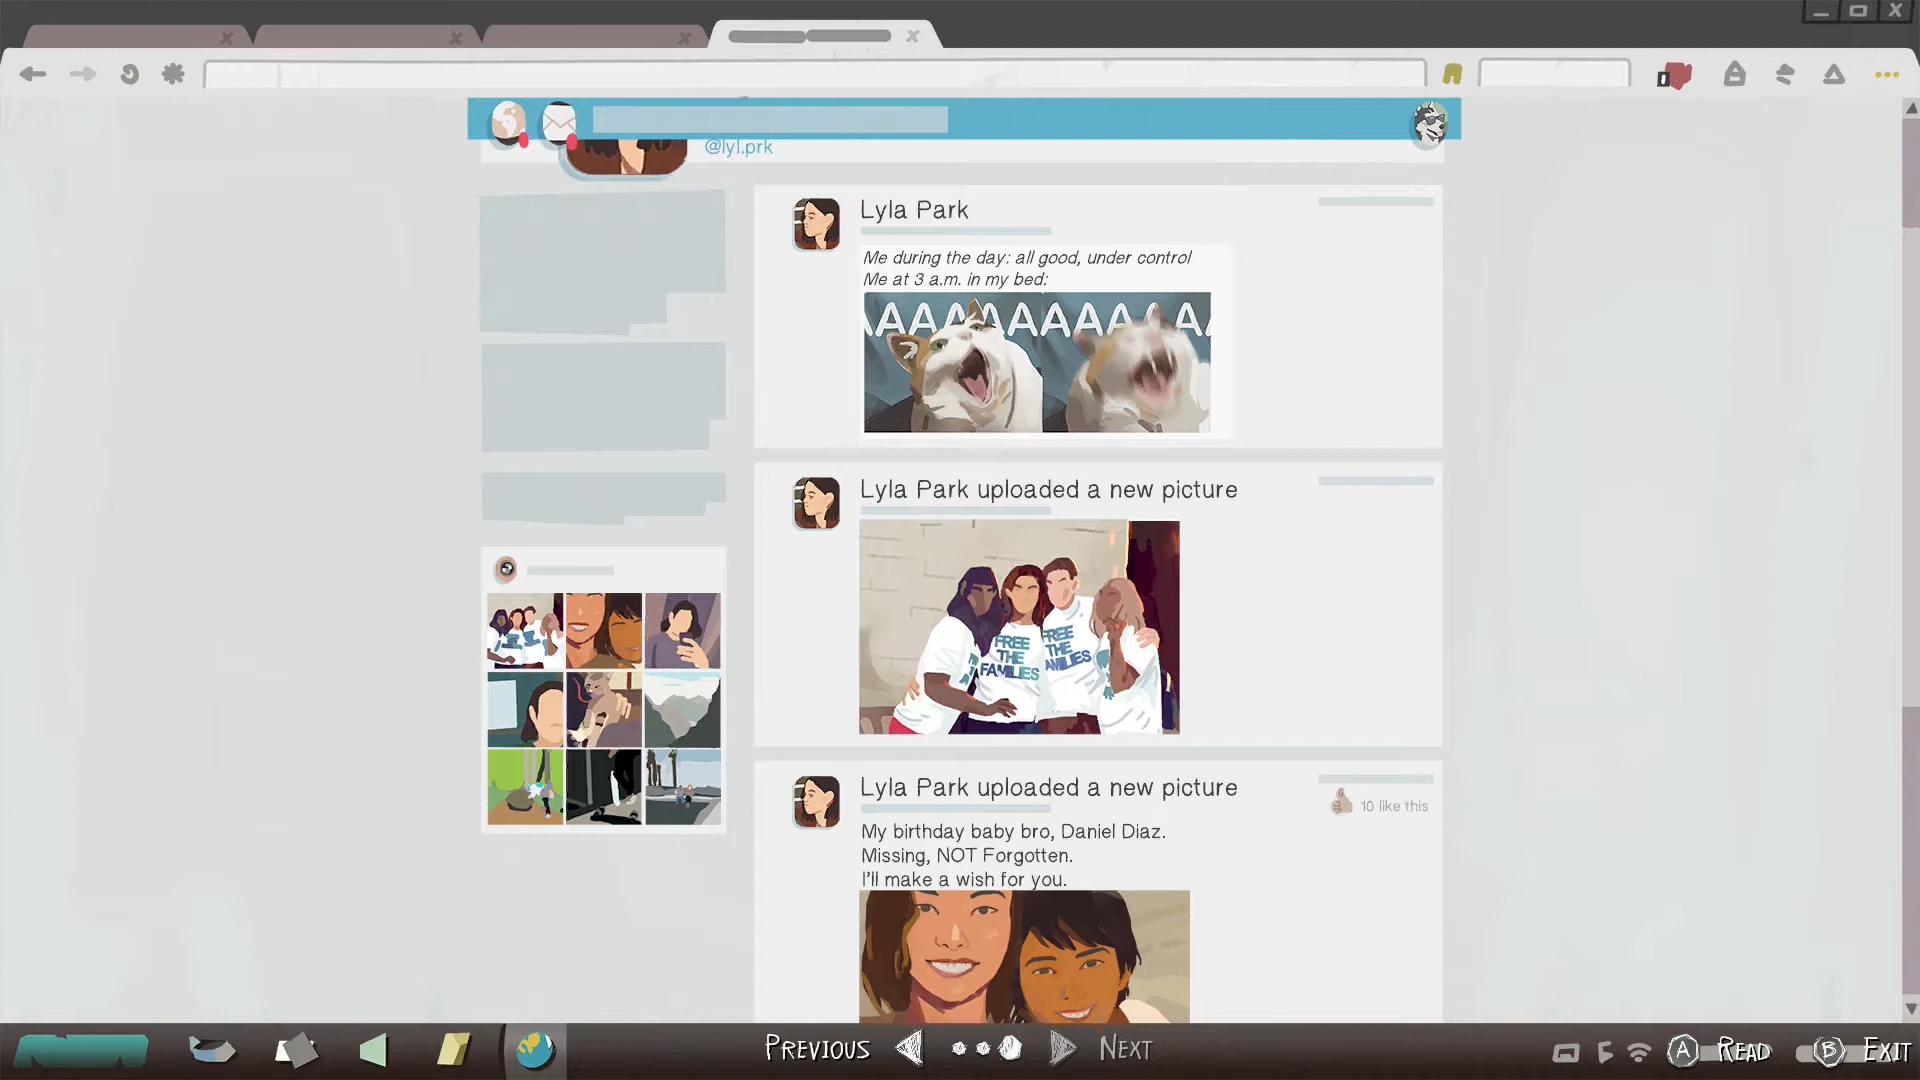 @lyl.prk
Lyla Park
Me during the day: all good, under control
Me at 3 a.m. in my bed:
AAAAAAAAAAA
Lyla Park uploaded a new picture
FREE
THE
FAMILIES
FREE
THE
FAMILIES
Lyla Park uploaded a new picture
10 like this
My birthday baby bro, Daniel Diaz.
Missing, NOT Forgotten.
I'll make a wish for you.
PREVIOUS
NEXT
A READ
B EXIT